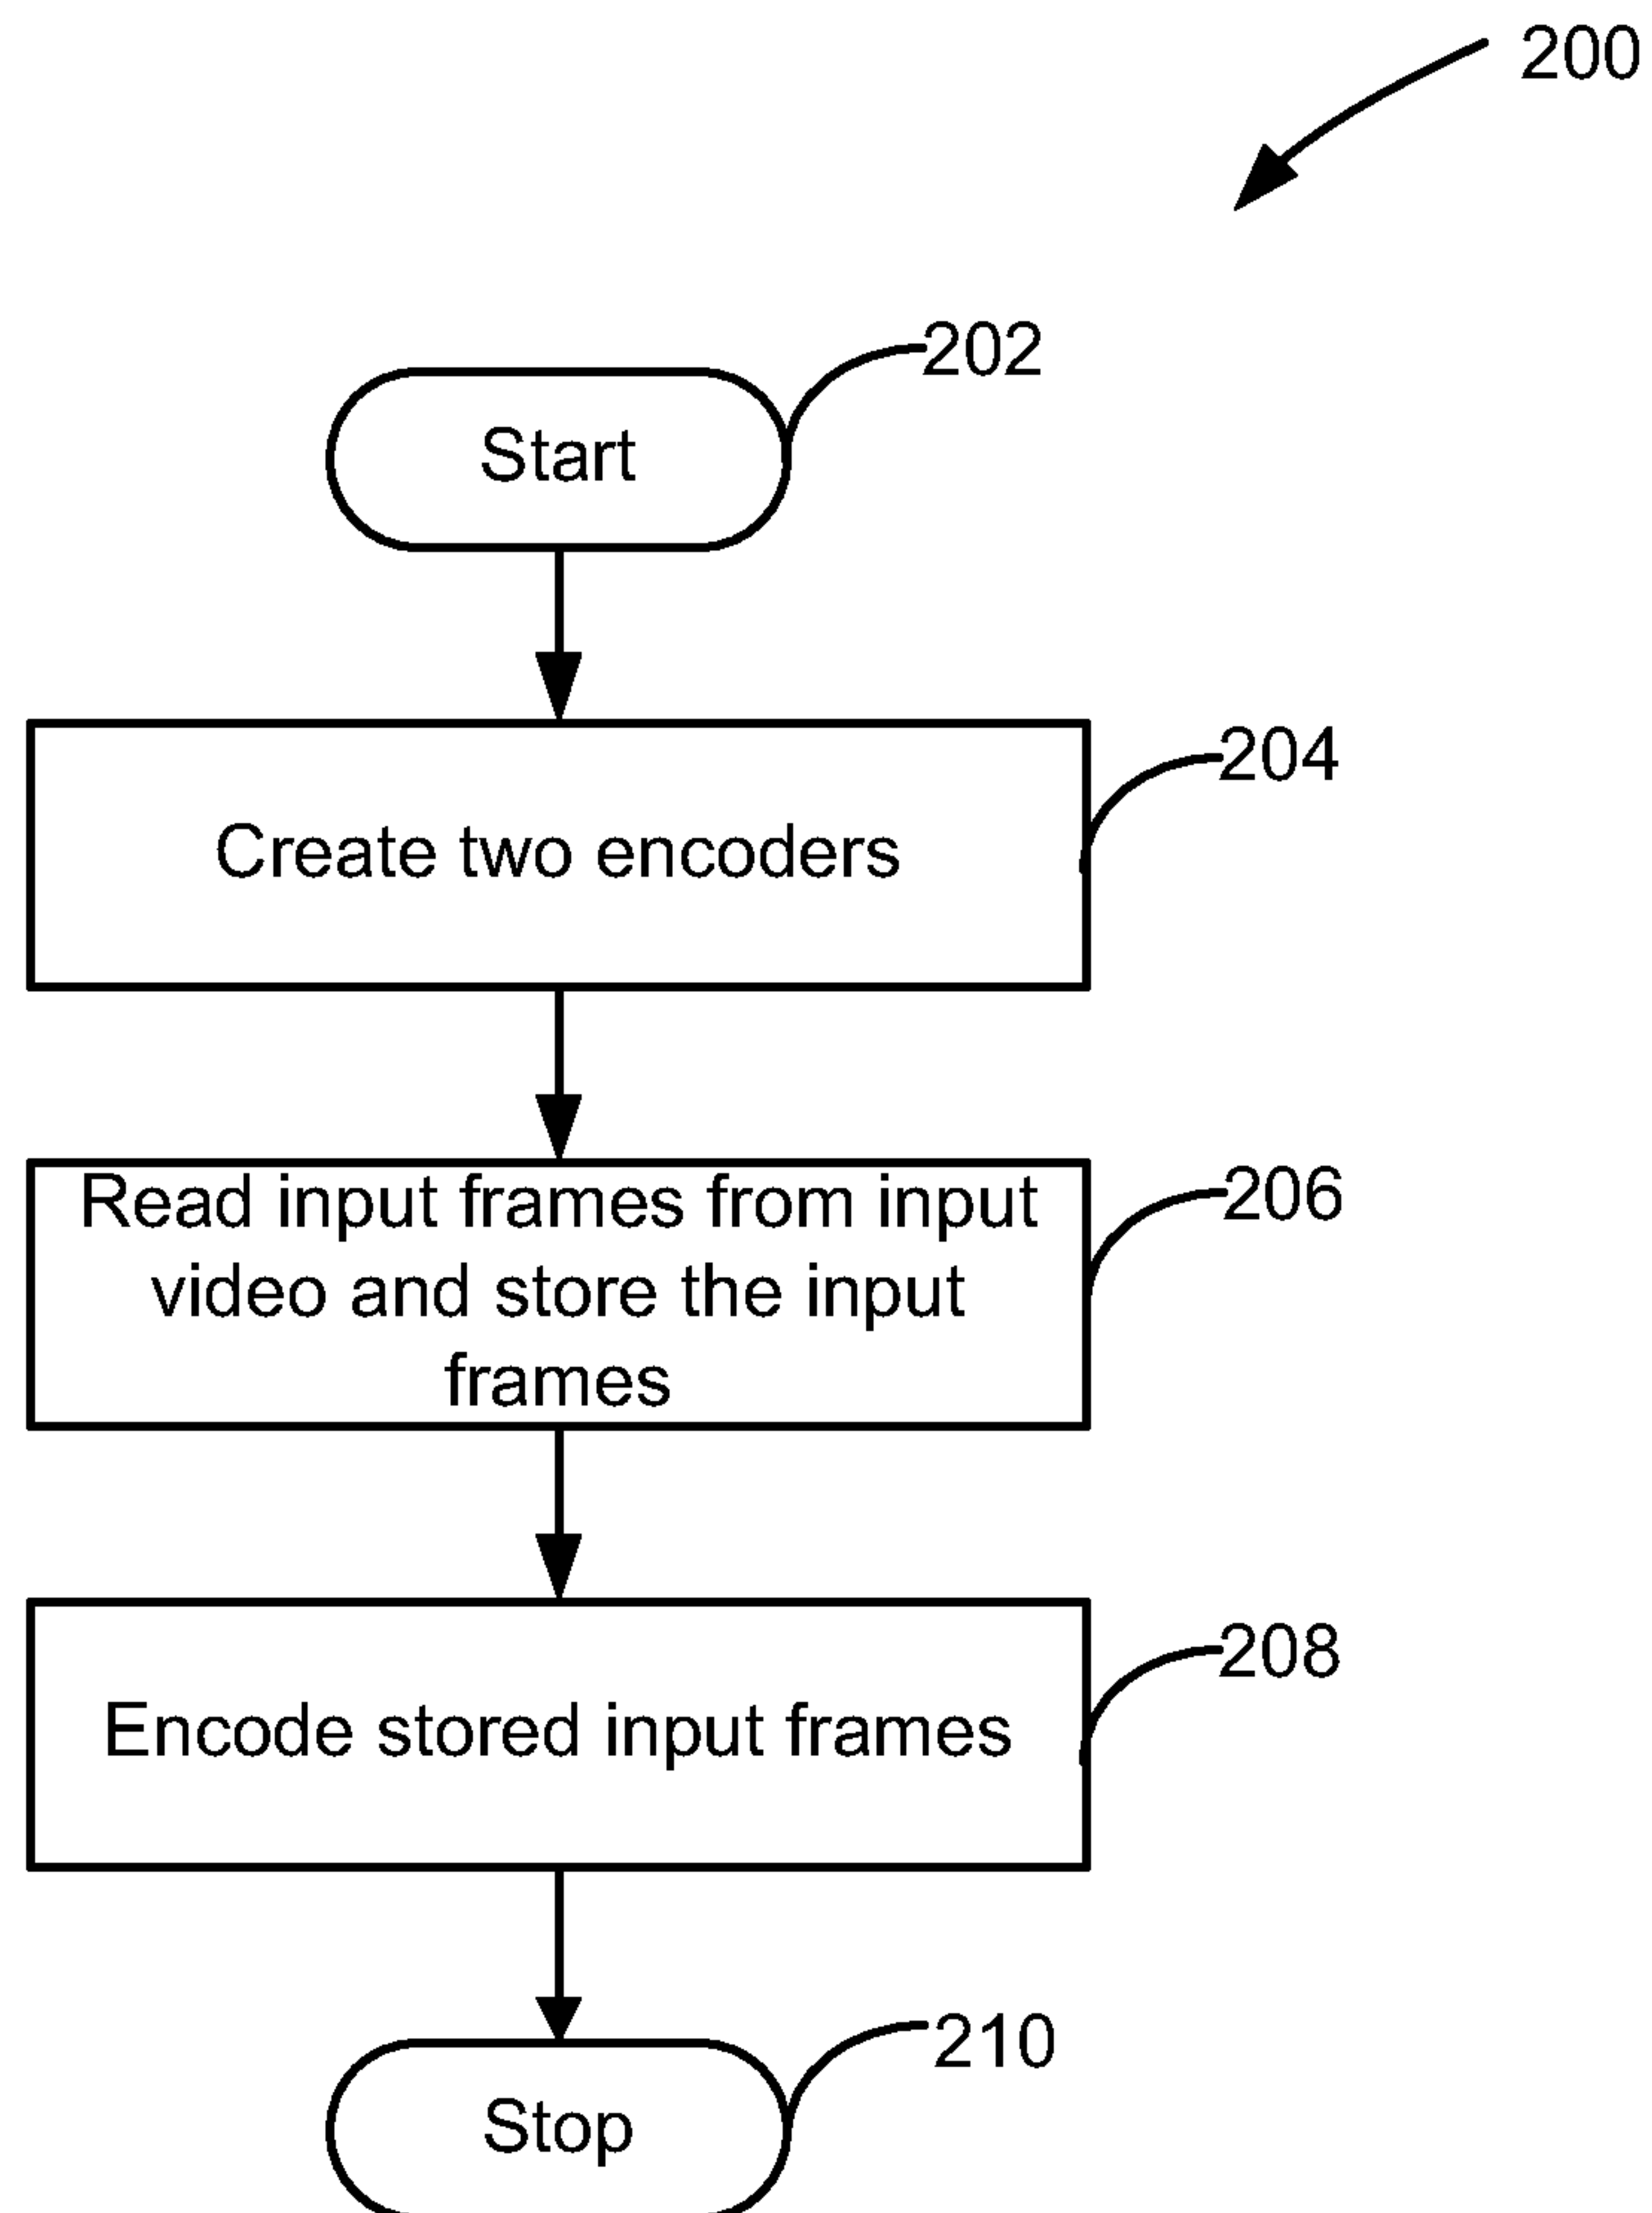 200
202
Start
204
Create two encoders
206
Read input frames from input
video and store the input
frames
208
Encode stored input frames
210
Stop